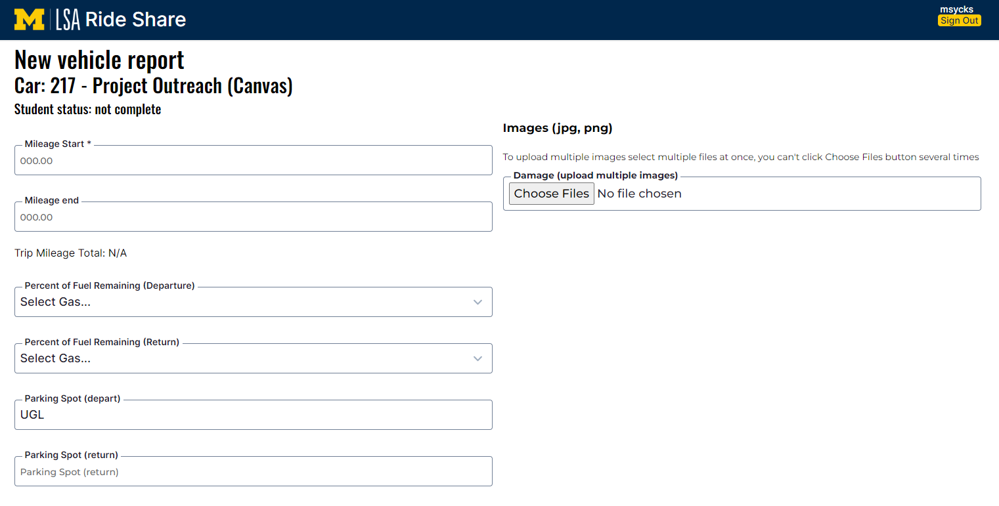 M LSA Ride Share
msycks
Sign Out
New vehicle report
Car: 217 - Project Outreach (Canvas)
Student status: not complete
Mileage Start *
000.00
Mileage end
000.00
Trip Mileage Total: N/A
Percent of Fuel Remaining (Departure)
Select Gas...
Percent of Fuel Remaining (Return)
Select Gas...
Parking Spot (depart)
UGL
Parking Spot (return)
Parking Spot (return)
Images (jpg, png)
To upload multiple images select multiple files at once, you can't click Choose Files button several times
Damage (upload multiple images)
Choose Files No file chosen